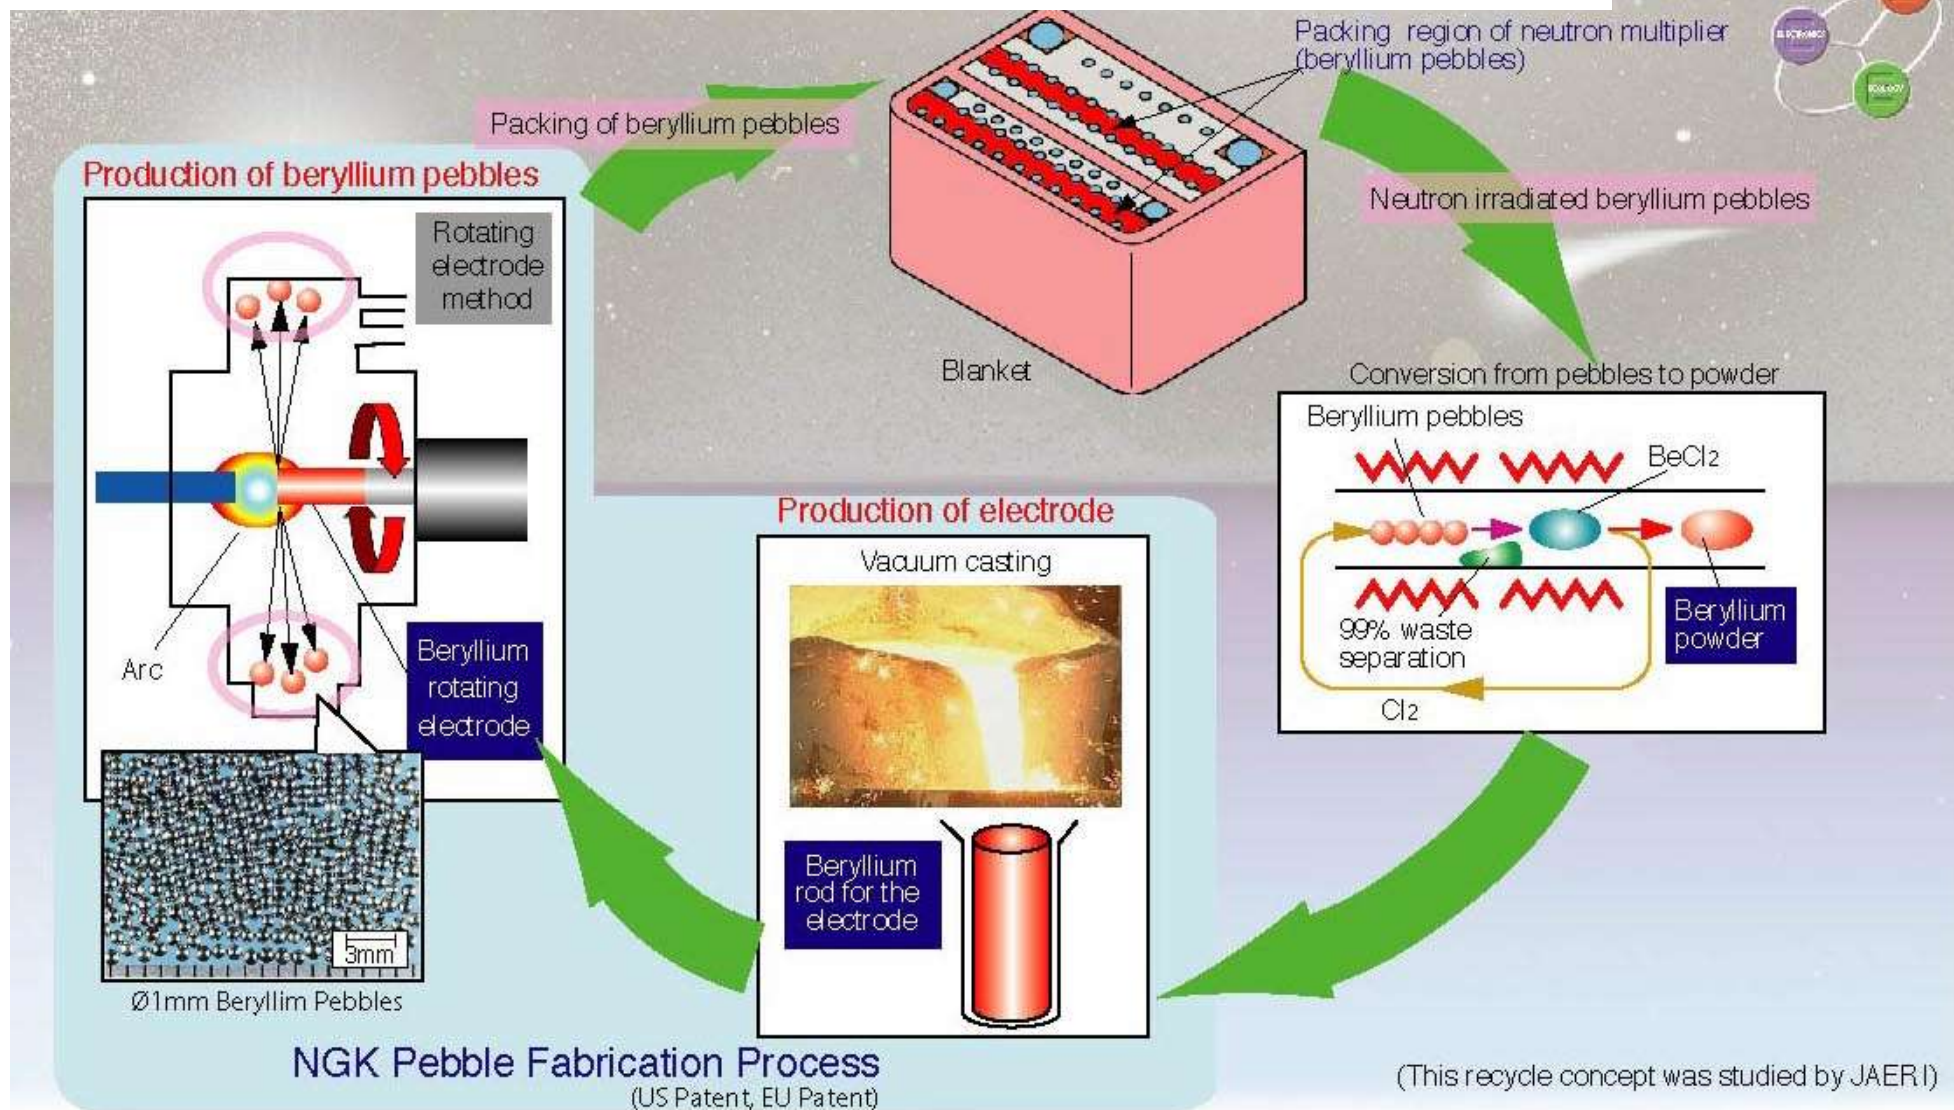 Packing region of neutron multiplier
(beryllium pebbles)
ELECTRONICS
ECOLOGY
Packing of beryllium pebbles
Neutron irradiated beryllium pebbles
Blanket
Production of beryllium pebbles
Rotating
electrode
method
Arc
Beryllium
rotating
electrode
3mm
Ø1mm Beryllim Pebbles
Production of electrode
Vacuum casting
Beryllium
rod for the
electrode
Conversion from pebbles to powder
Beryllium pebbles
BeCl2
99% waste
separation
Beryllium
powder
Cl2
NGK Pebble Fabrication Process
(US Patent, EU Patent)
(This recycle concept was studied by JAERI)